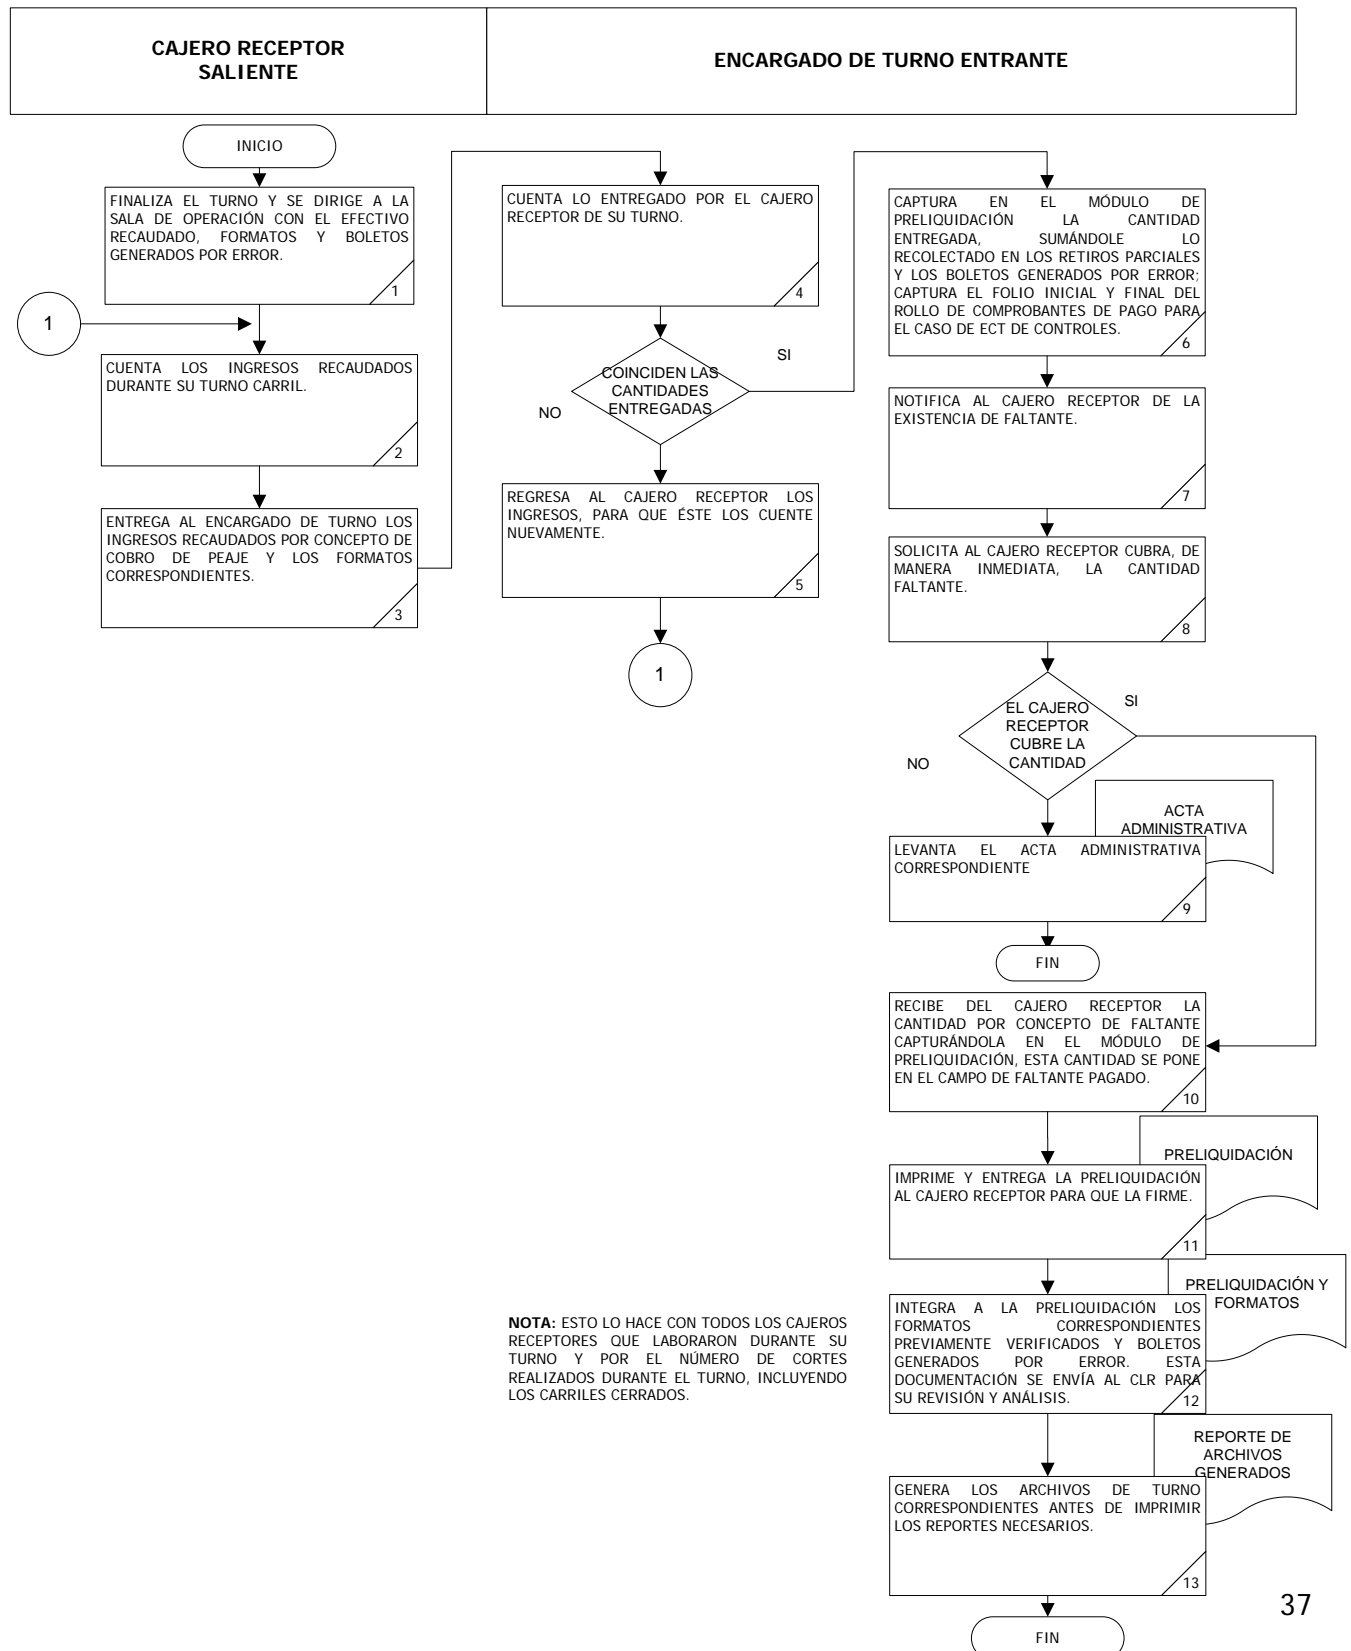 CAJERO RECEPTOR
SALIENTE
ENCARGADO DE TURNO ENTRANTE
INICIO
FINALIZA EL TURNO Y SE DIRIGE A LA
SALA DE OPERACIÓN CON EL EFECTIVO
RECAUDADO, FORMATOS Y BOLETOS
GENERADOS POR ERROR.
1
1
CUENTA LOS INGRESOS RECAUDADOS
DURANTE SU TURNO CARRIL.
2
ENTREGA AL ENCARGADO DE TURNO LOS
INGRESOS RECAUDADOS POR CONCEPTO DE
COBRO DE PEAJE Y LOS FORMATOS
CORRESPONDIENTES.
3
CUENTA LO ENTREGADO POR EL CAJERO
RECEPTOR DE SU TURNO.
4
COINCIDEN LAS
CANTIDADES
ENTREGADAS
SI
NO
REGRESA AL CAJERO RECEPTOR LOS
INGRESOS, PARA QUE ÉSTE LOS CUENTE
NUEVAMENTE.
5
1
CAPTURA EN EL MÓDULO DE
PRELIQUIDACIÓN LA CANTIDAD
ENTREGADA, SUMÁNDOLE LO
RECOLECTADO EN LOS RETIROS PARCIALES
Y LOS BOLETOS GENERADOS POR ERROR;
CAPTURA EL FOLIO INICIAL Y FINAL DEL
ROLLO DE COMPROBANTES DE PAGO PARA
EL CASO DE ECT DE CONTROLES.
6
NOTIFICA AL CAJERO RECEPTOR DE LA
EXISTENCIA DE FALTANTE.
7
SOLICITA AL CAJERO RECEPTOR CUBRA, DE
MANERA INMEDIATA, LA CANTIDAD
FALTANTE.
8
EL CAJERO
RECEPTOR
CUBRE LA
CANTIDAD
SI
NO
ACTA
ADMINISTRATIVA
LEVANTA EL ACTA ADMINISTRATIVA
CORRESPONDIENTE
9
FIN
RECIBE DEL CAJERO RECEPTOR LA
CANTIDAD POR CONCEPTO DE FALTANTE
CAPTURÁNDOLA EN EL MÓDULO DE
PRELIQUIDACIÓN, ESTA CANTIDAD SE PONE
EN EL CAMPO DE FALTANTE PAGADO.
10
PRELIQUIDACIÓN
IMPRIME Y ENTREGA LA PRELIQUIDACIÓN
AL CAJERO RECEPTOR PARA QUE LA FIRME.
11
PRELIQUIDACIÓN Y
FORMATOS
INTEGRA A LA PRELIQUIDACIÓN LOS
FORMATOS CORRESPONDIENTES
PREVIAMENTE VERIFICADOS Y BOLETOS
GENERADOS POR ERROR. ESTA
DOCUMENTACIÓN SE ENVÍA AL CLR PARA
SU REVISIÓN Y ANÁLISIS.
12
NOTA: ESTO LO HACE CON TODOS LOS CAJEROS
RECEPTORES QUE LABORARON DURANTE SU
TURNO Y POR EL NÚMERO DE CORTES
REALIZADOS DURANTE EL TURNO, INCLUYENDO
LOS CARRILES CERRADOS.
REPORTE DE
ARCHIVOS
GENERADOS
GENERA LOS ARCHIVOS DE TURNO
CORRESPONDIENTES ANTES DE IMPRIMIR
LOS REPORTES NECESARIOS.
13
FIN
37